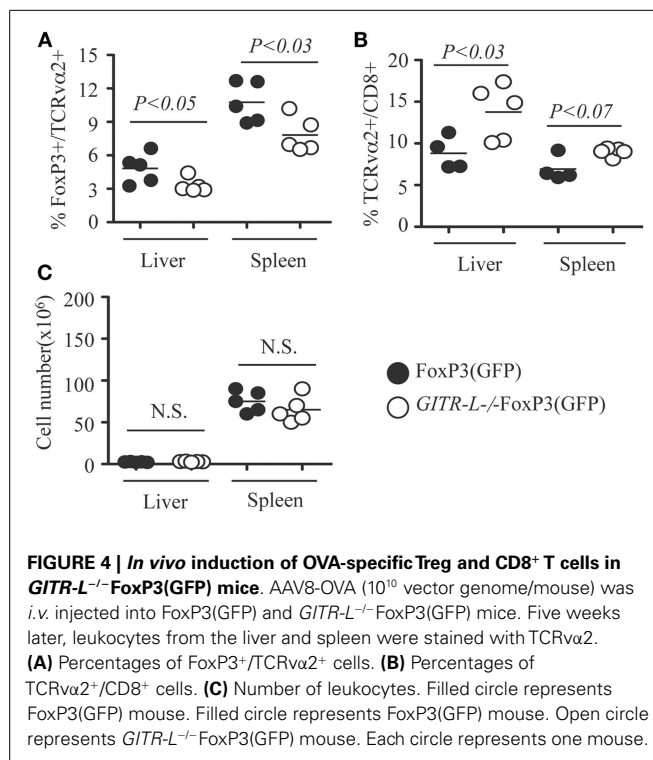 A
P<0.03
P<0.05
% FoxP3+/TCRvα2+
15
12
9
6
3
0
Liver
Spleen
B
P<0.03
P<0.07
% TCRvα2+/CD8+
20
15
10
5
0
Liver
Spleen
C
Cell number(x10⁶)
200
150
100
50
0
N.S.
N.S.
Liver
Spleen
FoxP3(GFP)
GITR-L-/-FoxP3(GFP)
FIGURE 4 | In vivo induction of OVA-specific Treg and CD8⁺ T cells in
GITR-L⁻/⁻FoxP3(GFP) mice. AAV8-OVA (10¹⁰ vector genome/mouse) was
i.v. injected into FoxP3(GFP) and GITR-L⁻/⁻FoxP3(GFP) mice. Five weeks
later, leukocytes from the liver and spleen were stained with TCRvα2.
(A) Percentages of FoxP3⁺/TCRvα2⁺ cells. (B) Percentages of
TCRvα2⁺/CD8⁺ cells. (C) Number of leukocytes. Filled circle represents
FoxP3(GFP) mouse. Filled circle represents FoxP3(GFP) mouse. Open circle
represents GITR-L⁻/⁻FoxP3(GFP) mouse. Each circle represents one mouse.